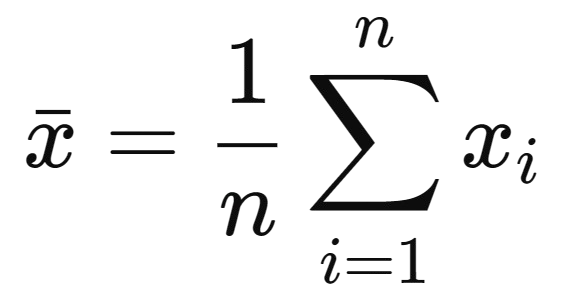 x̄ = 1/n ∑_{i=1}^{n} x_i